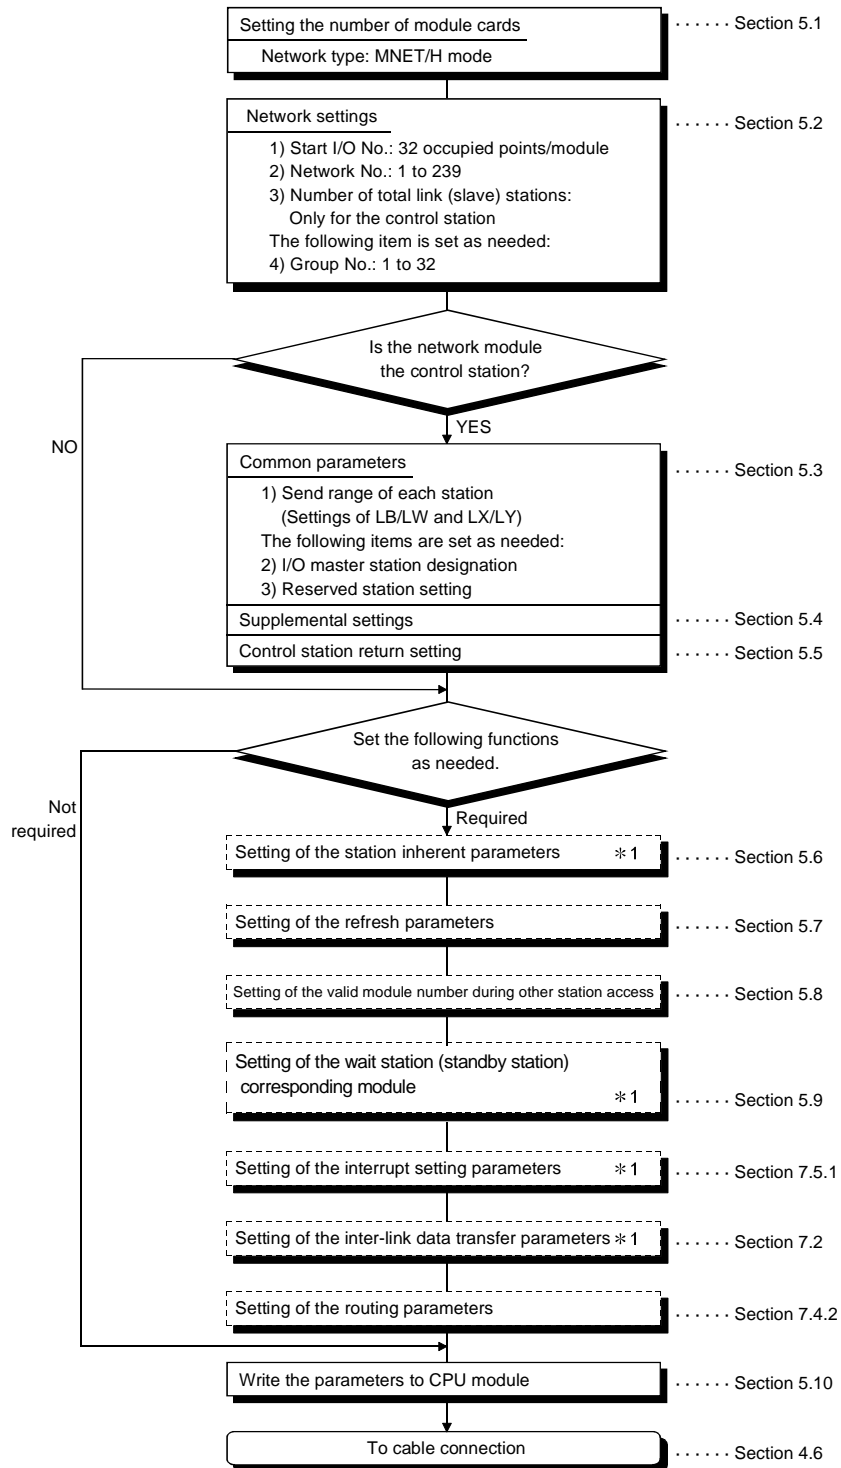 Setting the number of module cards
Network type: MNET/H mode
······ Section 5.1
Network settings
······ Section 5.2
1) Start I/O No.: 32 occupied points/module
2) Network No.: 1 to 239
3) Number of total link (slave) stations:
Only for the control station
The following item is set as needed:
4) Group No.: 1 to 32
Is the network module
the control station?
NO
YES
Common parameters
······ Section 5.3
1) Send range of each station
(Settings of LB/LW and LX/LY)
The following items are set as needed:
2) I/O master station designation
3) Reserved station setting
Supplemental settings
······ Section 5.4
Control station return setting
······ Section 5.5
Set the following functions
as needed.
Not
required
Required
Setting of the station inherent parameters ＊1
······ Section 5.6
Setting of the refresh parameters
······ Section 5.7
Setting of the valid module number during other station access
······ Section 5.8
Setting of the wait station (standby station)
corresponding module
＊1
······ Section 5.9
Setting of the interrupt setting parameters ＊1
······ Section 7.5.1
Setting of the inter-link data transfer parameters ＊1
······ Section 7.2
Setting of the routing parameters
······ Section 7.4.2
Write the parameters to CPU module
······ Section 5.10
To cable connection
······ Section 4.6